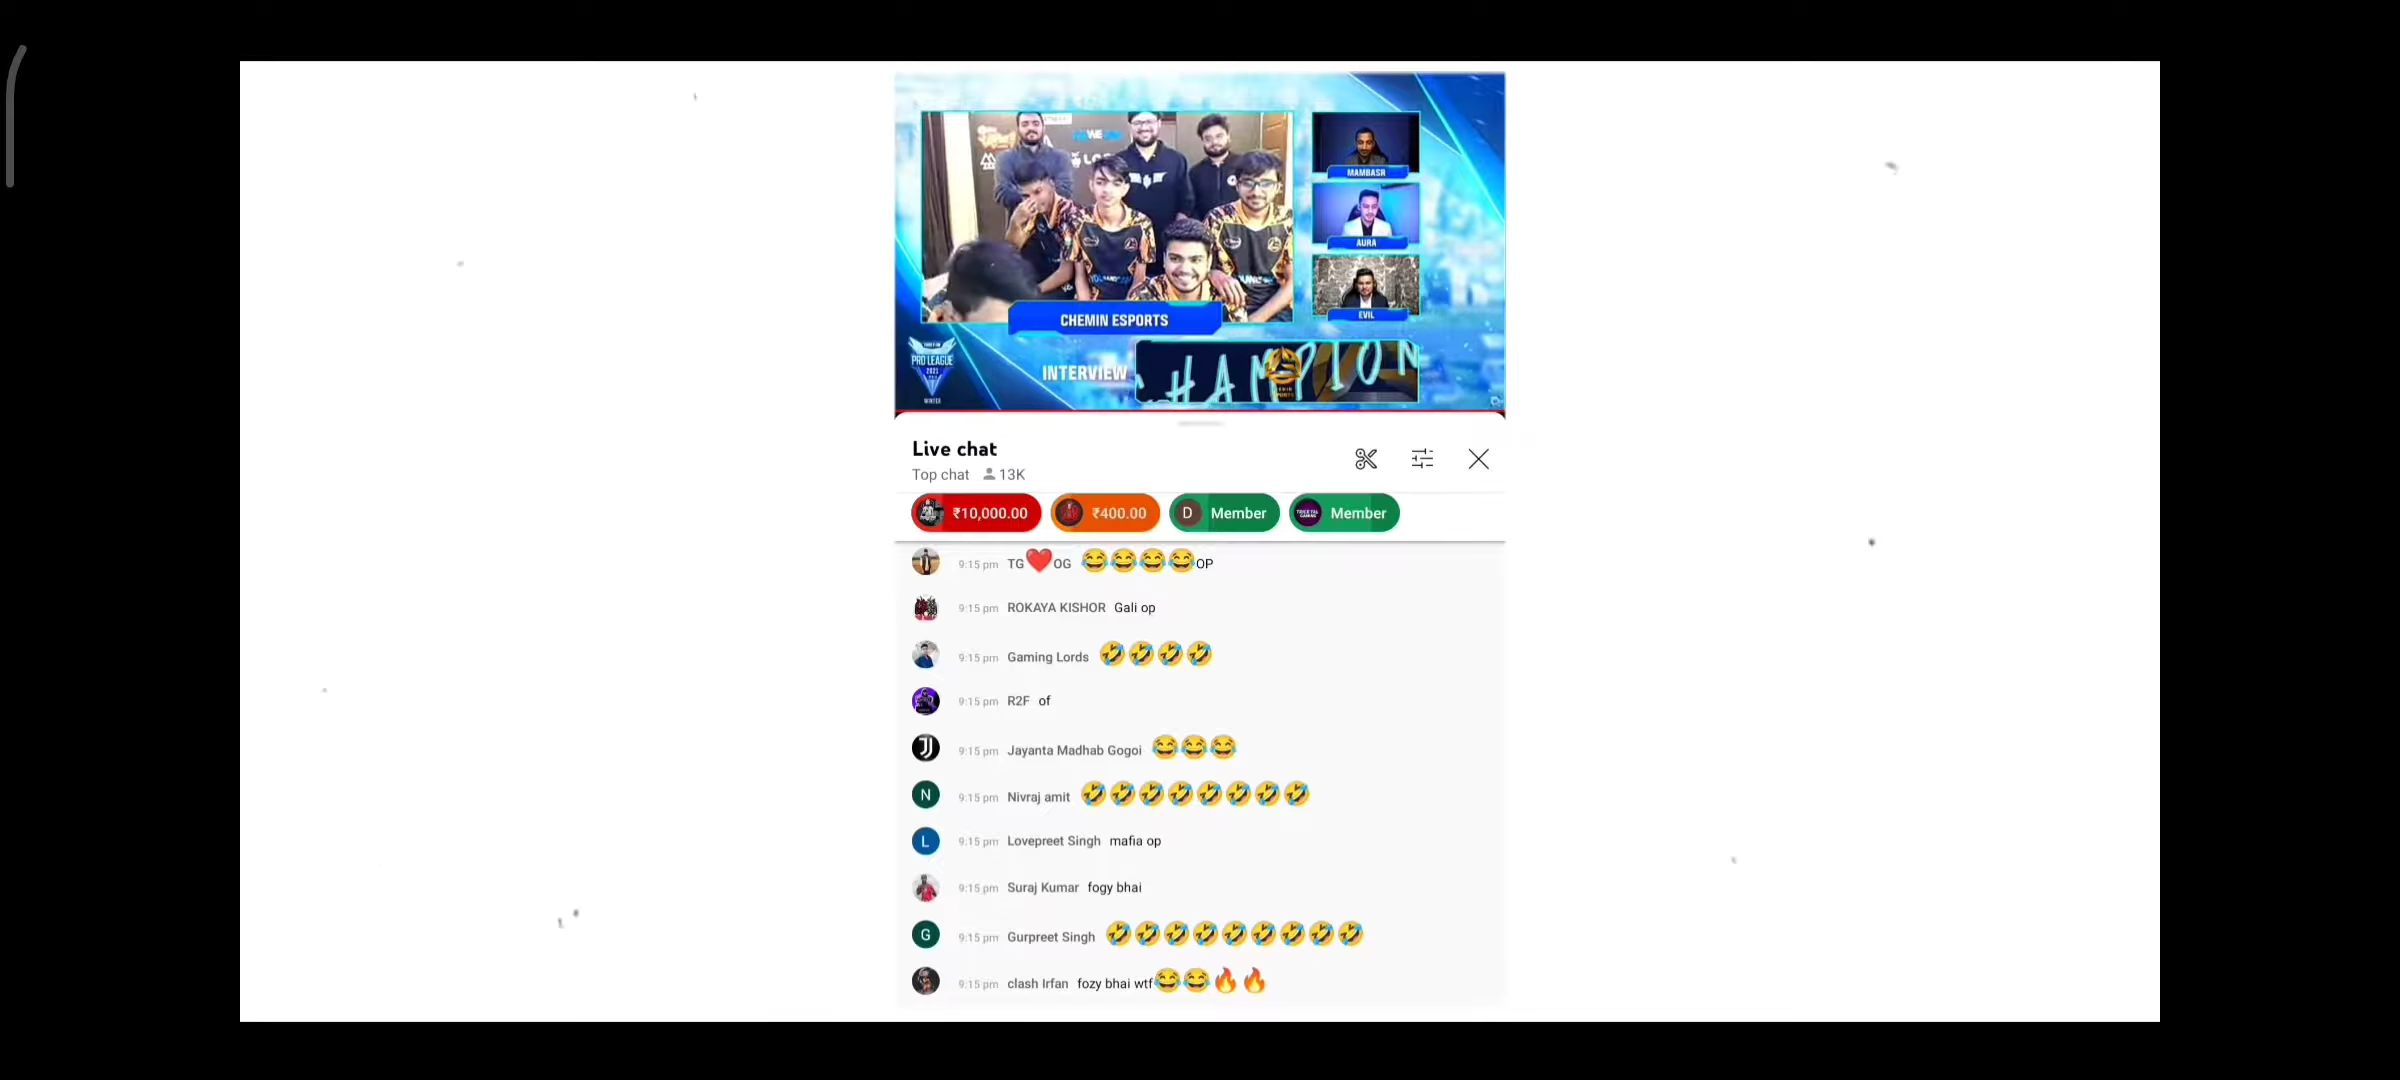 MAMBASR
AURA
EVIL
CHEMIN ESPORTS
PRO LEAGUE
2021
WINTER
INTERVIEW
CHAMPION
Live chat
Top chat 13K
₹10,000.00 ₹400.00 D Member Member
9:15 pm TG❤️OG 😂😂😂😂OP
9:15 pm ROKAYA KISHOR Gali op
9:15 pm Gaming Lords 🤣🤣🤣🤣
9:15 pm R2F of
9:15 pm Jayanta Madhab Gogoi 😂😂😂
N 9:15 pm Nivraj amit 🤣🤣🤣🤣🤣🤣🤣🤣
L 9:15 pm Lovepreet Singh mafia op
9:15 pm Suraj Kumar fogy bhai
G 9:15 pm Gurpreet Singh 🤣🤣🤣🤣🤣🤣🤣🤣🤣
9:15 pm clash Irfan fozy bhai wtf😂😂🔥🔥